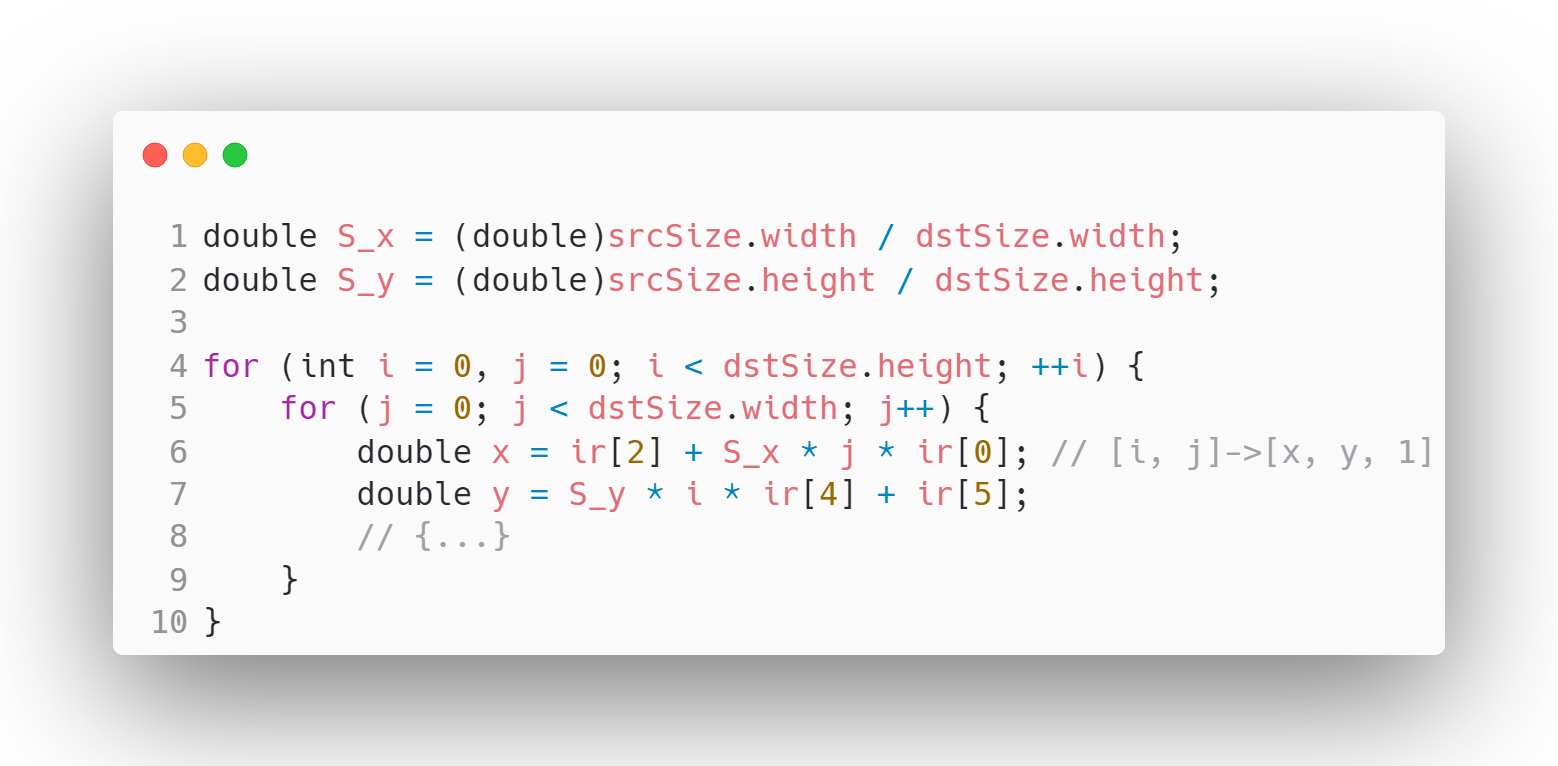 1 double S_x = (double)srcSize.width / dstSize.width;
2 double S_y = (double)srcSize.height / dstSize.height;
3
4 for (int i = 0, j = 0; i < dstSize.height; ++i) {
5     for (j = 0; j < dstSize.width; j++) {
6         double x = ir[2] + S_x * j * ir[0]; // [i, j]->[x, y, 1]
7         double y = S_y * i * ir[4] + ir[5];
8         // {...}
9     }
10 }